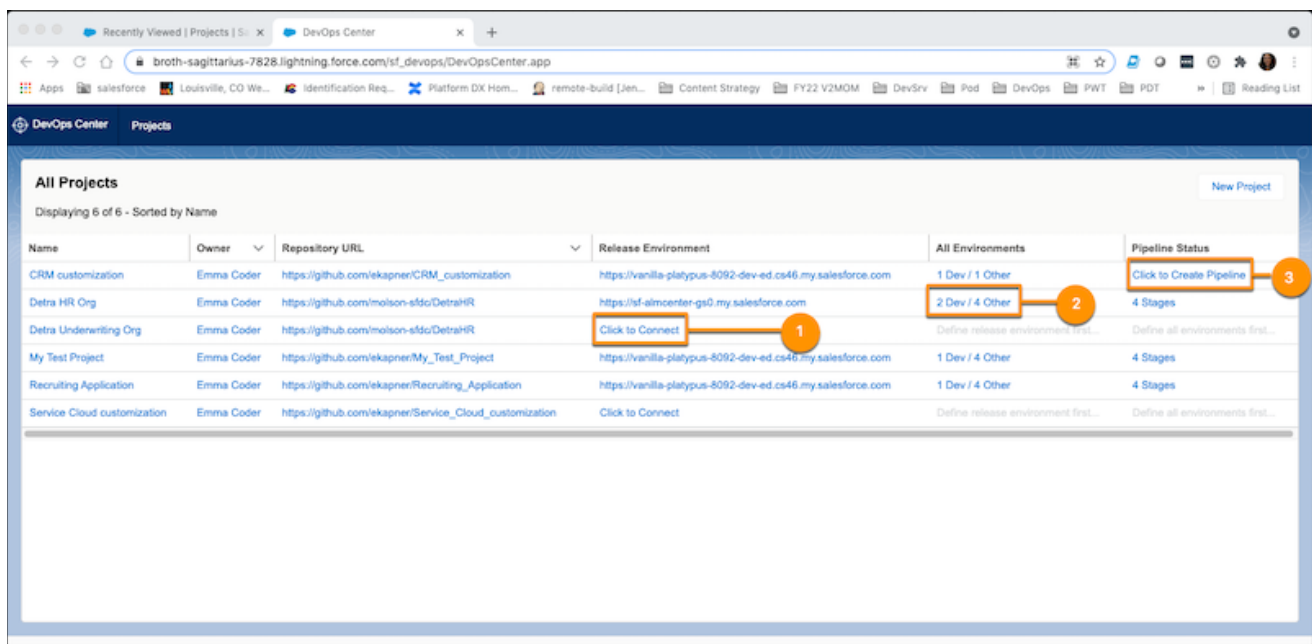 Recently Viewed | Projects | Sa
DevOps Center
broth-sagittarius-7828.lightning.force.com/sf_devops/DevOpsCenter.app
Apps salesforce Louisville, CO We... Identification Req... Platform DX Hom... remote-build [Jen... Content Strategy FY22 V2MOM DevSrv Pod DevOps PWT PDT » Reading List
DevOps Center Projects
All Projects
New Project
Displaying 6 of 6 - Sorted by Name
Name Owner Repository URL Release Environment All Environments Pipeline Status
CRM customization Emma Coder https://github.com/ekapner/CRM_customization https://vanilla-platypus-8092-dev-ed.cs46.my.salesforce.com 1 Dev / 1 Other Click to Create Pipeline 3
Detra HR Org Emma Coder https://github.com/molson-sfdc/DetraHR https://sf-almcenter-gs0.my.salesforce.com 2 Dev / 4 Other 2 4 Stages
Detra Underwriting Org Emma Coder https://github.com/molson-sfdc/DetraHR Click to Connect 1 Define release environment first... Define all environments first...
My Test Project Emma Coder https://github.com/ekapner/My_Test_Project https://vanilla-platypus-8092-dev-ed.cs46.my.salesforce.com 1 Dev / 4 Other 4 Stages
Recruiting Application Emma Coder https://github.com/ekapner/Recruiting_Application https://vanilla-platypus-8092-dev-ed.cs46.my.salesforce.com 1 Dev / 4 Other 4 Stages
Service Cloud customization Emma Coder https://github.com/ekapner/Service_Cloud_customization Click to Connect Define release environment first... Define all environments first...